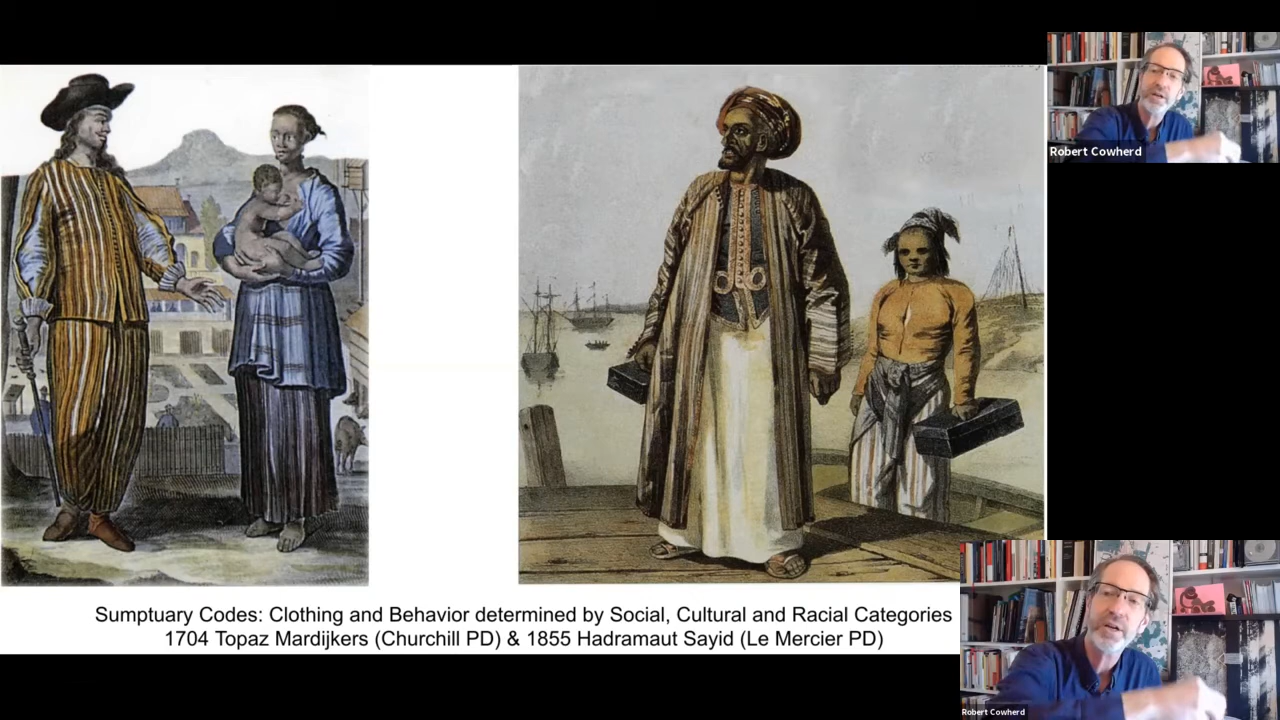 Robert Cowherd
Sumptuary Codes: Clothing and Behavior determined by Social, Cultural and Racial Categories
1704 Topaz Mardijkers (Churchill PD) & 1855 Hadramaut Sayid (Le Mercier PD)
Robert Cowherd